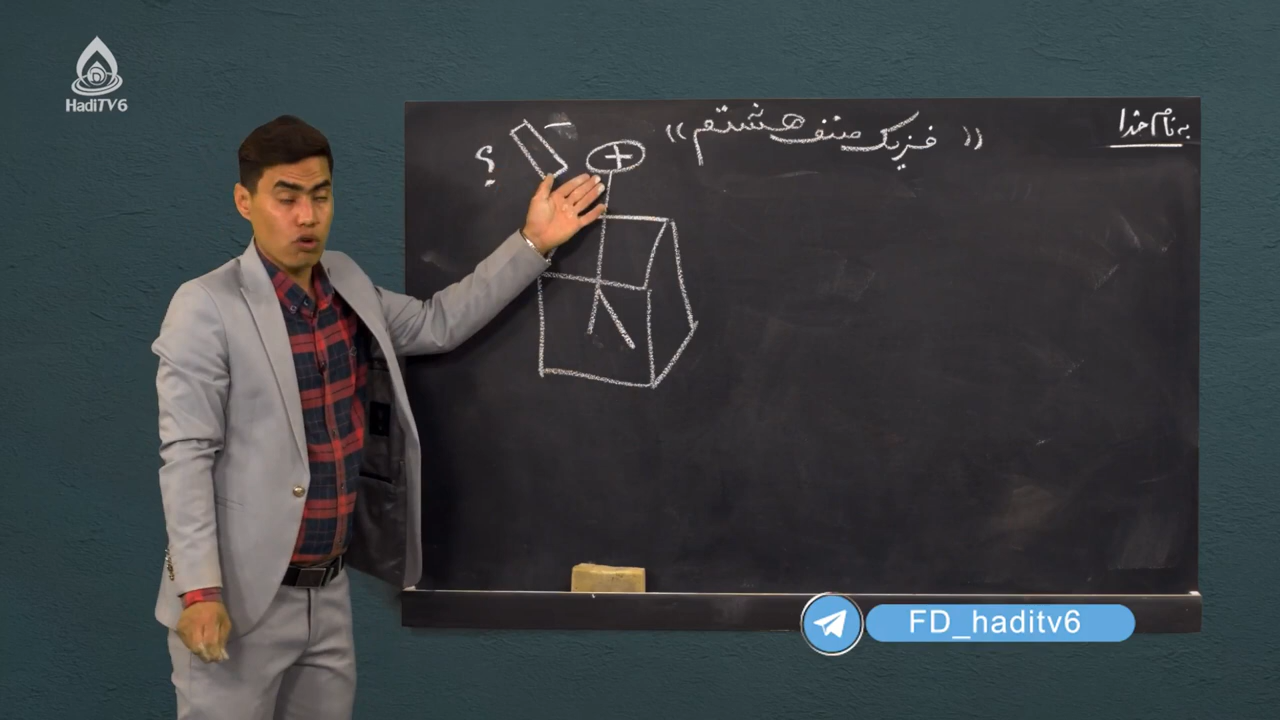 به نام خدا
« فزیک صنف هشتم »
؟
+
−
HadiTV6
FD_haditv6